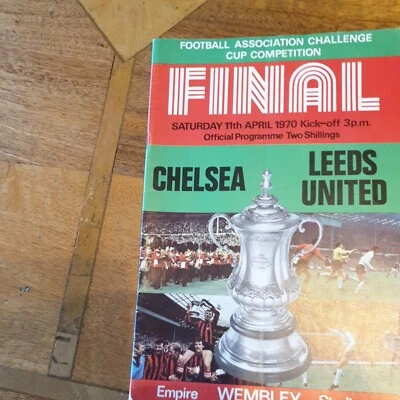 FOOTBALL ASSOCIATION CHALLENGE
CUP COMPETITION
FINAL
SATURDAY 11th APRIL 1970 Kick-off 3p.m.
Official Programme Two Shillings
CHELSEA
LEEDS
UNITED
Empire WEMBLEY